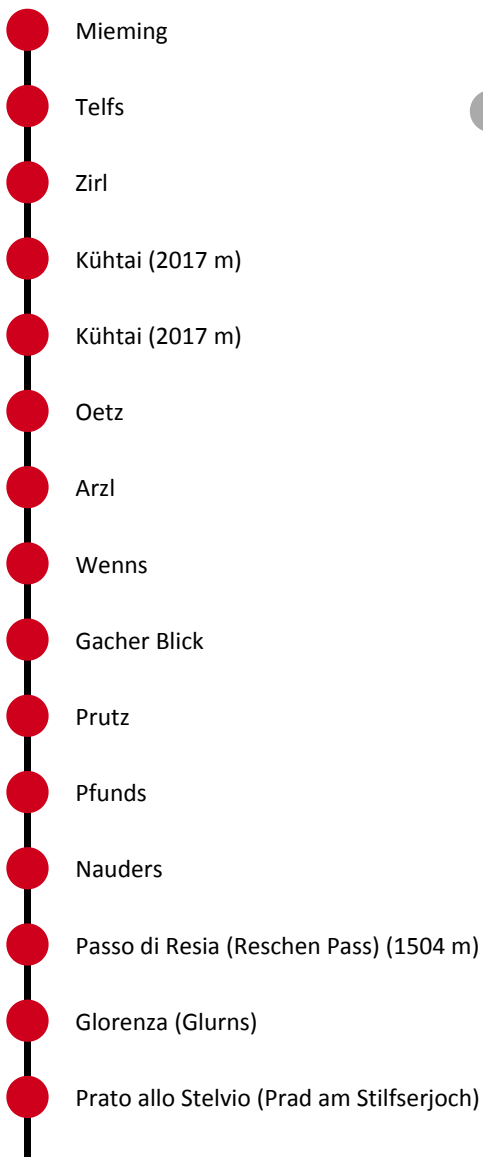 Mieming
Telfs
Zirl
Kühtai (2017 m)
Kühtai (2017 m)
Oetz
Arzl
Wenns
Gacher Blick
Prutz
Pfunds
Nauders
Passo di Resia (Reschen Pass) (1504 m)
Glorenza (Glurns)
Prato allo Stelvio (Prad am Stilfserjoch)